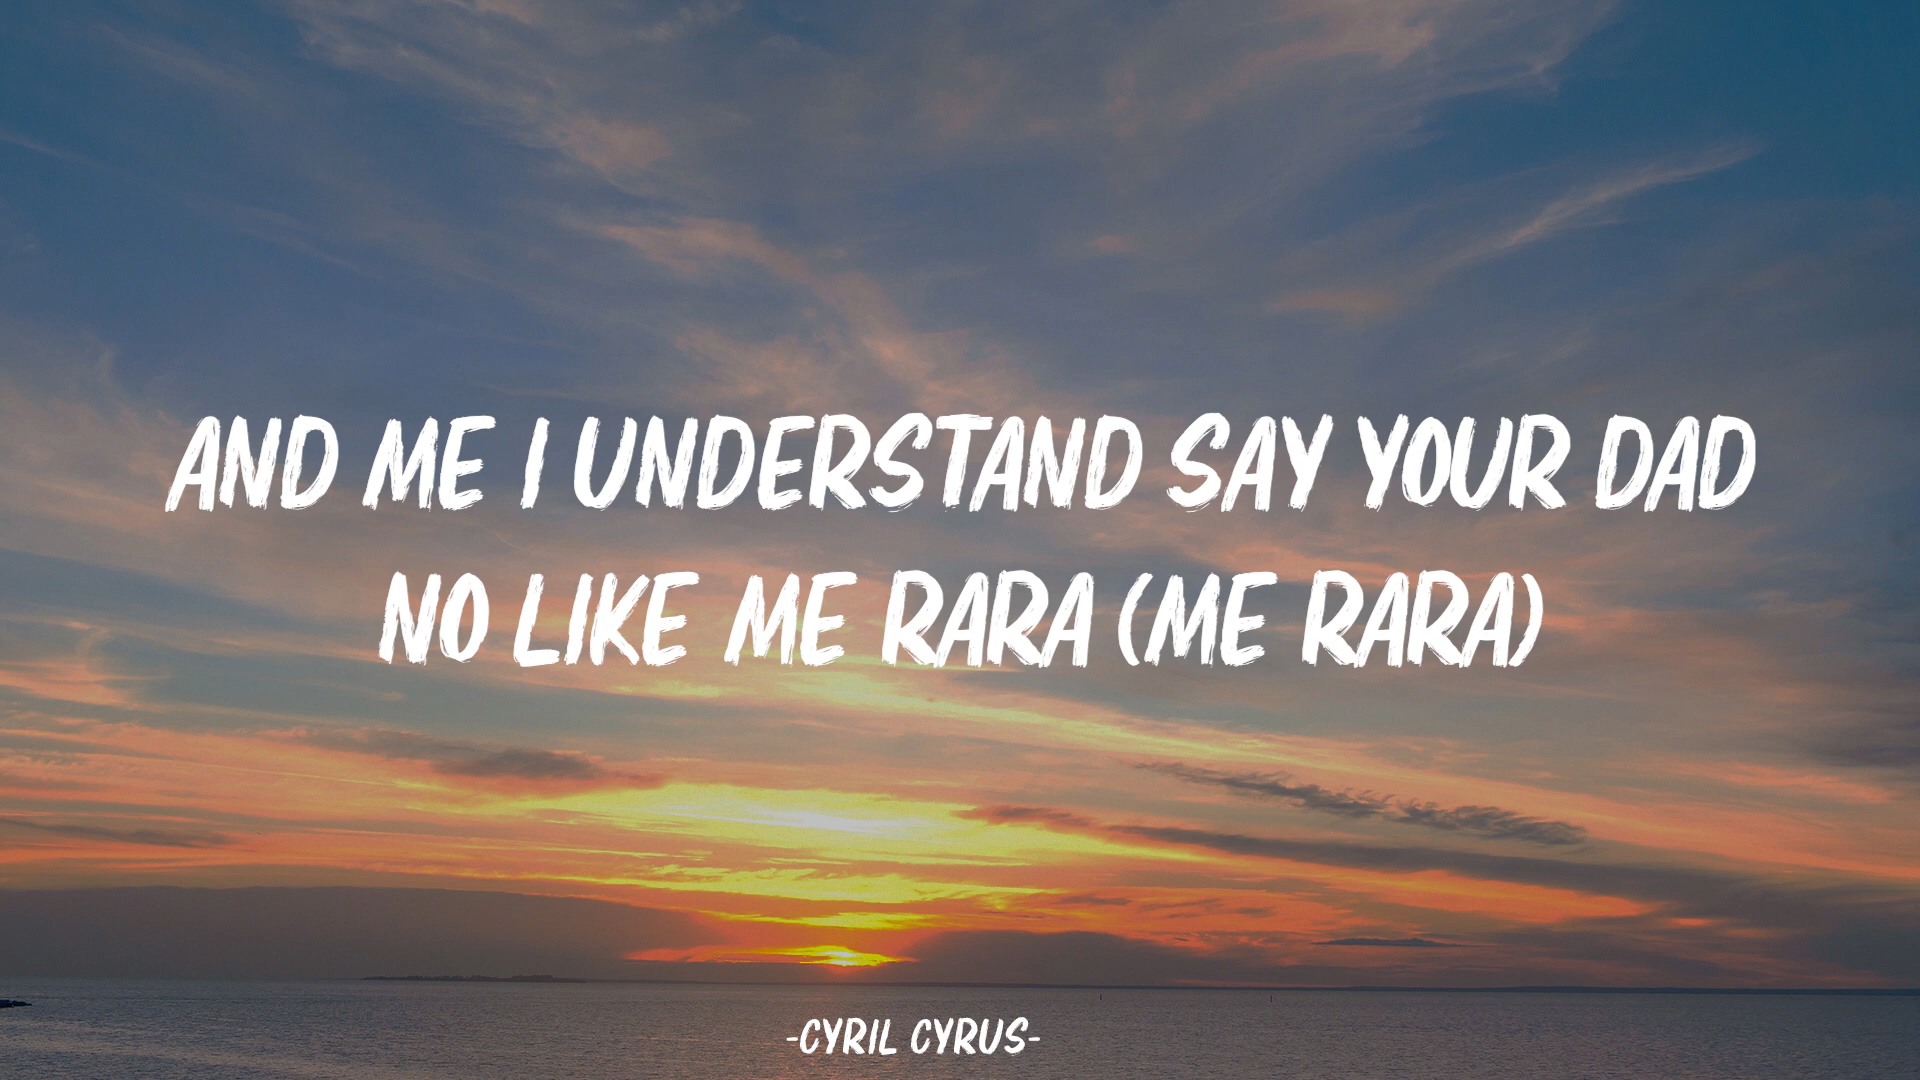 AND ME I UNDERSTAND SAY YOUR DAD
NO LIKE ME RARA (ME RARA)
-CYRIL CYRUS-